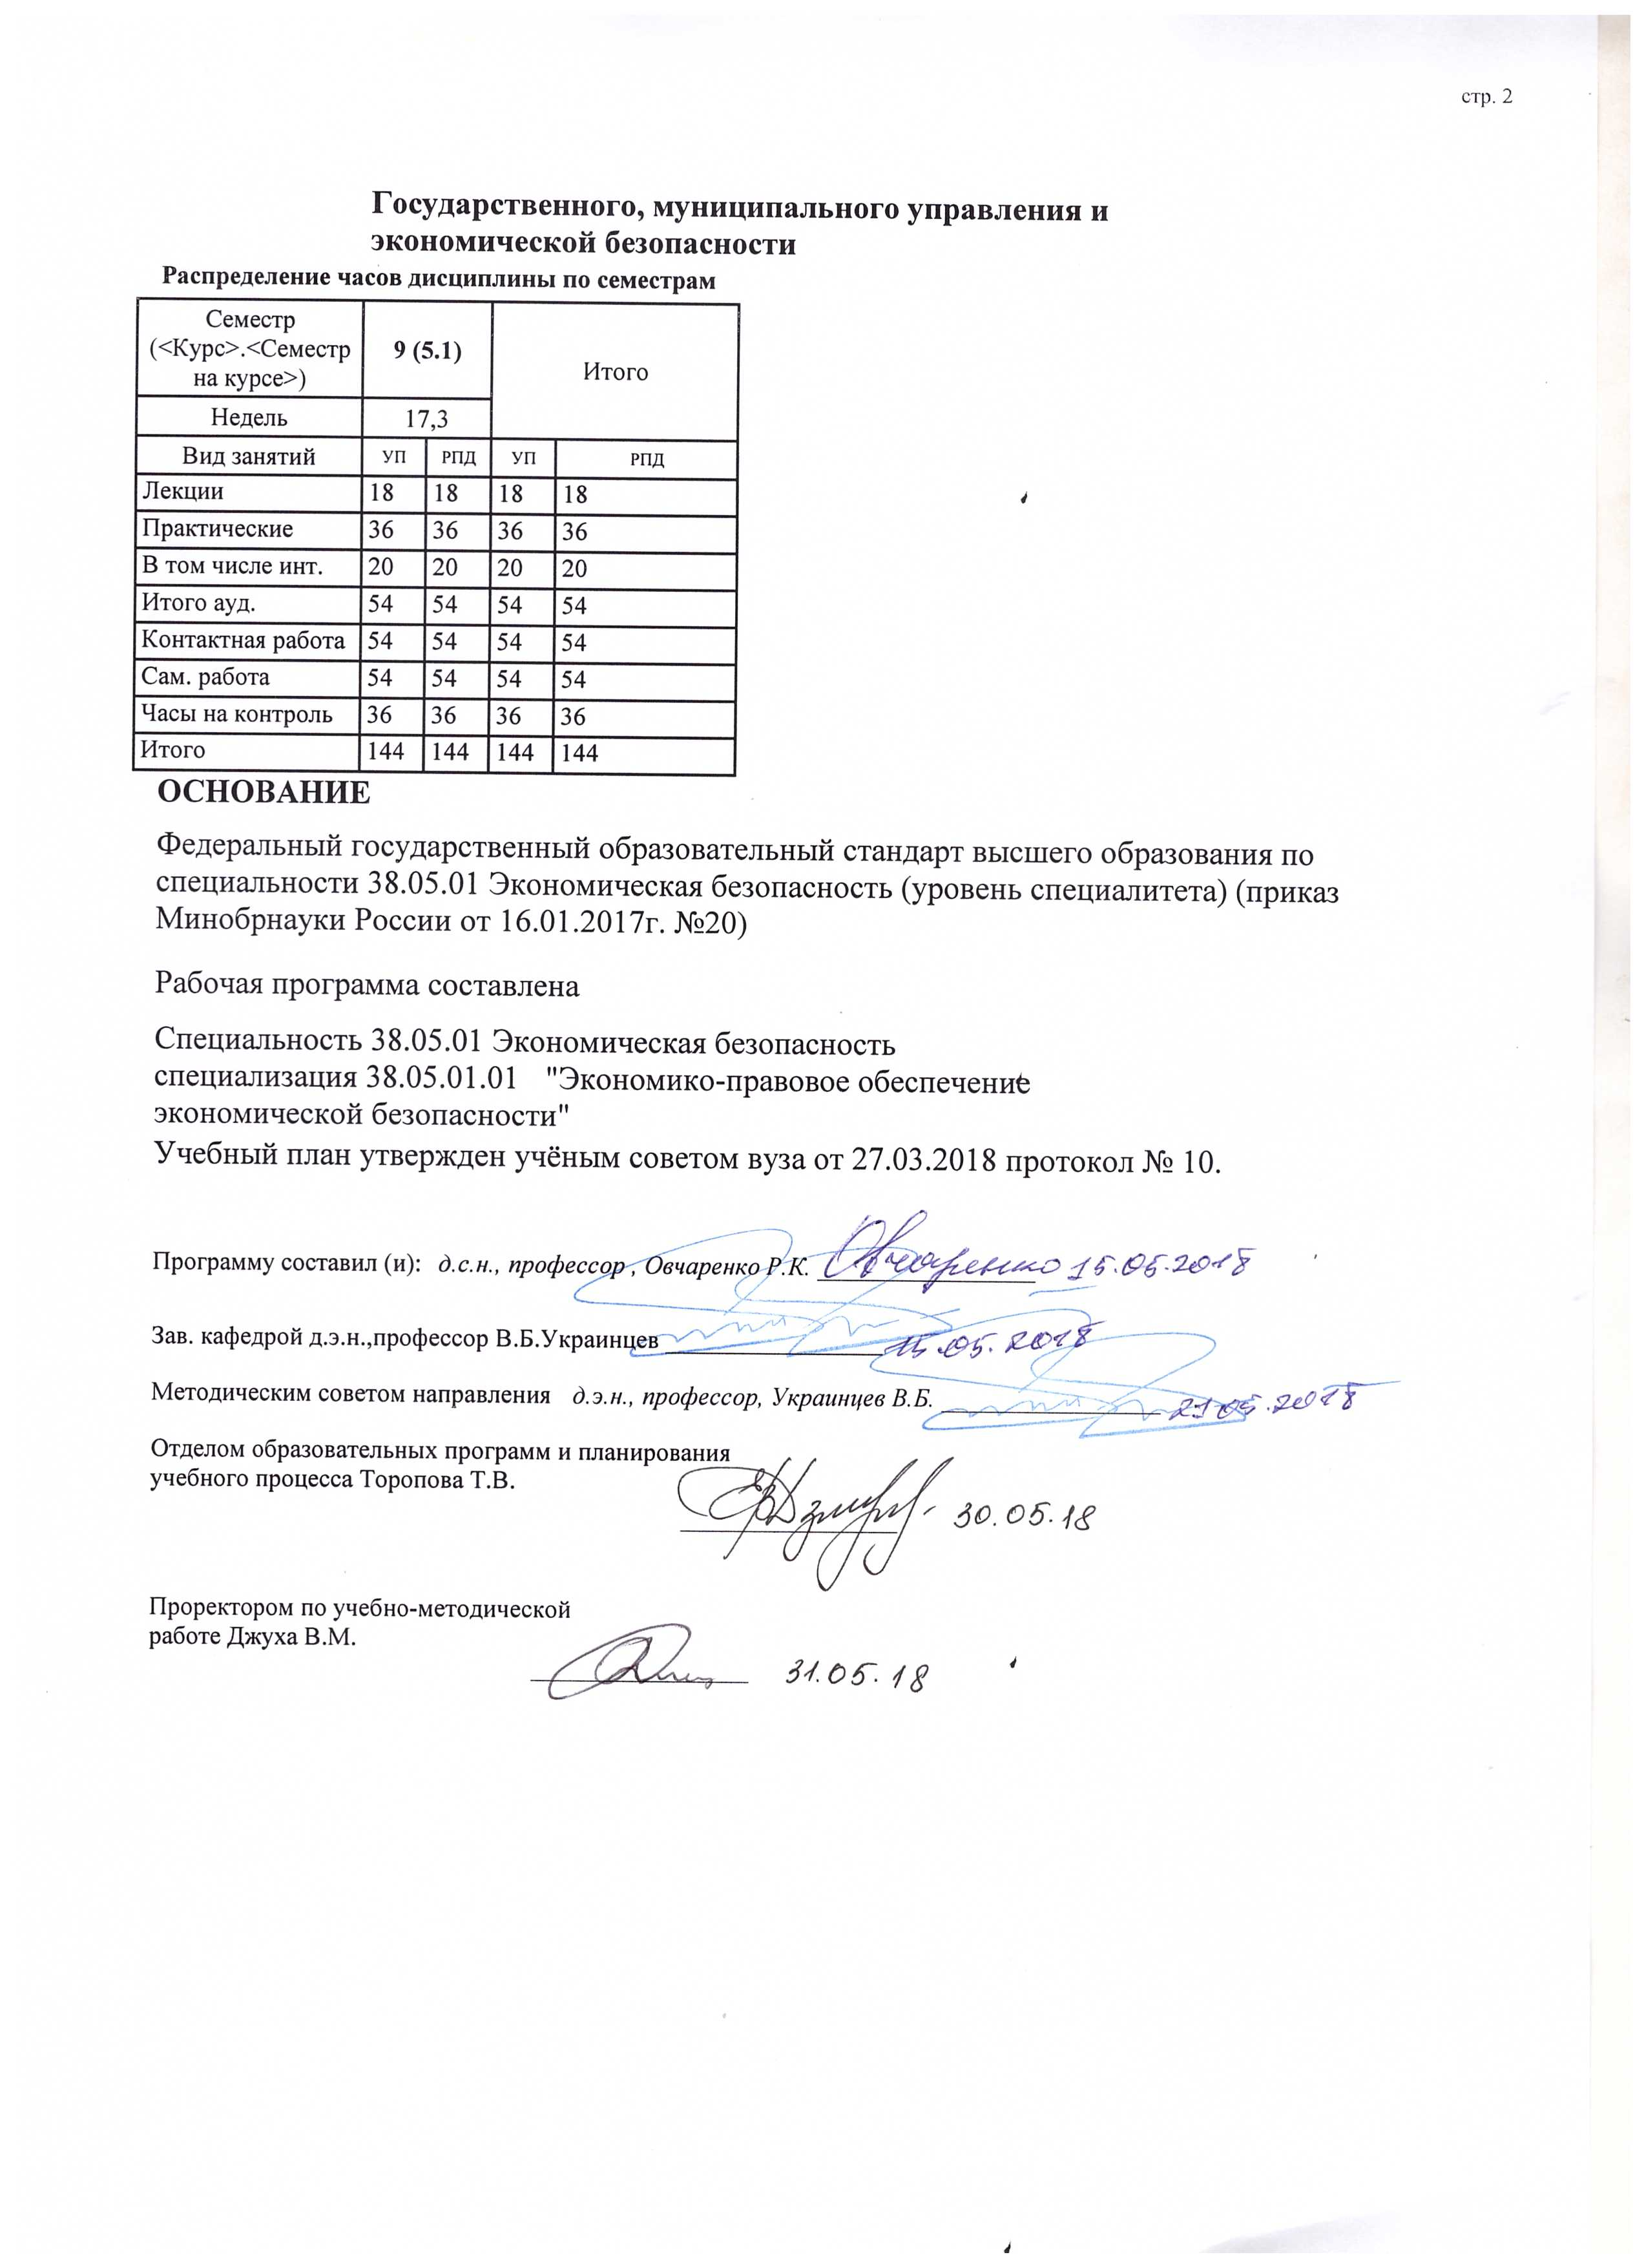 стр. 2
Государственного, муниципального управления и
экономической безопасности
Распределение часов дисциплины по семестрам
Семестр
(<Курс>.<Семестр
на курсе>)
9 (5.1)
Итого
Недель 17,3
Вид занятий УП РПД УП РПД
Лекции 18 18 18 18
Практические 36 36 36 36
В том числе инт. 20 20 20 20
Итого ауд. 54 54 54 54
Контактная работа 54 54 54 54
Сам. работа 54 54 54 54
Часы на контроль 36 36 36 36
Итого 144 144 144 144
ОСНОВАНИЕ
Федеральный государственный образовательный стандарт высшего образования по
специальности 38.05.01 Экономическая безопасность (уровень специалитета) (приказ
Минобрнауки России от 16.01.2017г. №20)
Рабочая программа составлена
Специальность 38.05.01 Экономическая безопасность
специализация 38.05.01.01 "Экономико-правовое обеспечение
экономической безопасности"
Учебный план утвержден учёным советом вуза от 27.03.2018 протокол № 10.
Программу составил (и): д.с.н., профессор , Овчаренко Р.К. Овчаренко 15.05.2018
Зав. кафедрой д.э.н.,профессор В.Б.Украинцев 15.05.2018
Методическим советом направления д.э.н., профессор, Украинцев В.Б. 21.05.2018
Отделом образовательных программ и планирования
учебного процесса Торопова Т.В.
30.05.18
Проректором по учебно-методической
работе Джуха В.М.
31.05.18